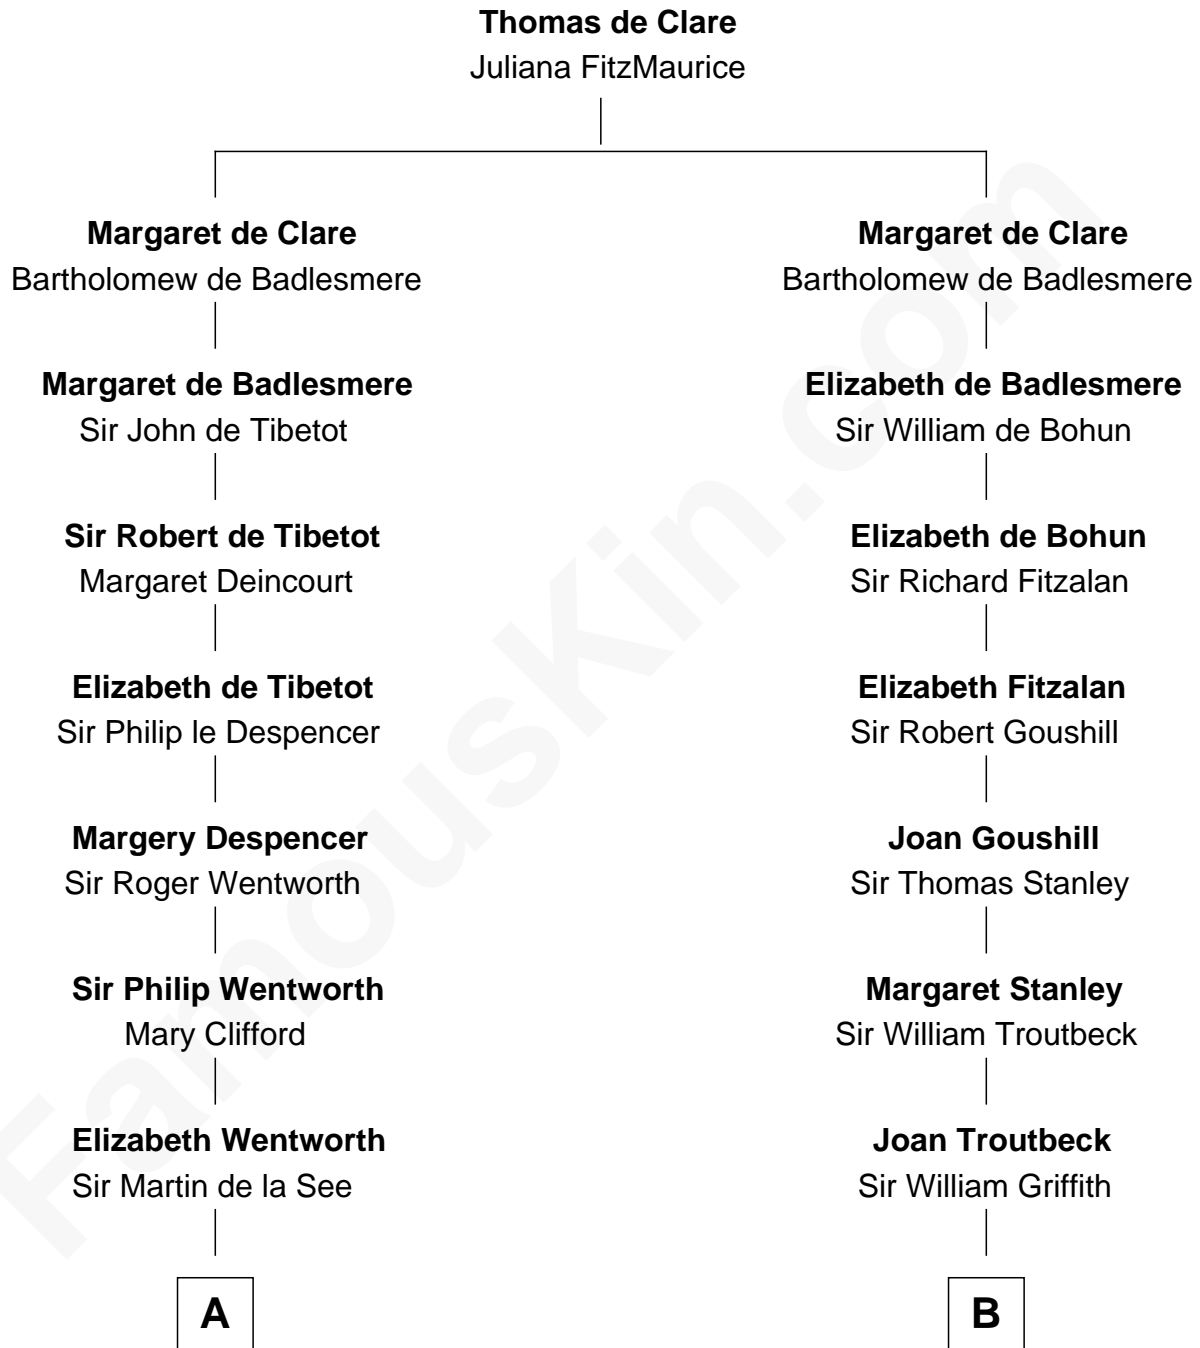 Thomas de Clare
Juliana FitzMaurice
Margaret de Clare
Bartholomew de Badlesmere
Margaret de Badlesmere
Sir John de Tibetot
Sir Robert de Tibetot
Margaret Deincourt
Elizabeth de Tibetot
Sir Philip le Despencer
Margery Despencer
Sir Roger Wentworth
Sir Philip Wentworth
Mary Clifford
Elizabeth Wentworth
Sir Martin de la See
A
Margaret de Clare
Bartholomew de Badlesmere
Elizabeth de Badlesmere
Sir William de Bohun
Elizabeth de Bohun
Sir Richard Fitzalan
Elizabeth Fitzalan
Sir Robert Goushill
Joan Goushill
Sir Thomas Stanley
Margaret Stanley
Sir William Troutbeck
Joan Troutbeck
Sir William Griffith
B
FamousKin.com